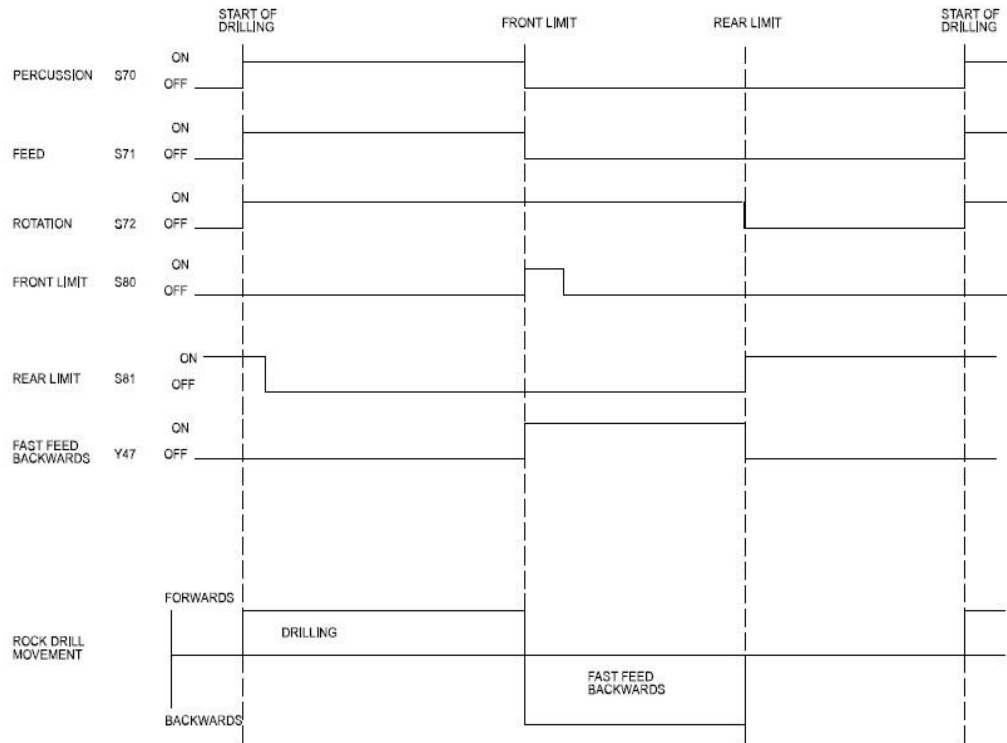 START OF
DRILLING
FRONT LIMIT
REAR LIMIT
START OF
DRILLING
PERCUSSION S70 ON
OFF
FEED S71 ON
OFF
ROTATION S72 ON
OFF
FRONT LIMIT S80 ON
OFF
REAR LIMIT S81 ON
OFF
FAST FEED
BACKWARDS Y47 ON
OFF
FORWARDS
DRILLING
ROCK DRILL
MOVEMENT
FAST FEED
BACKWARDS
BACKWARDS